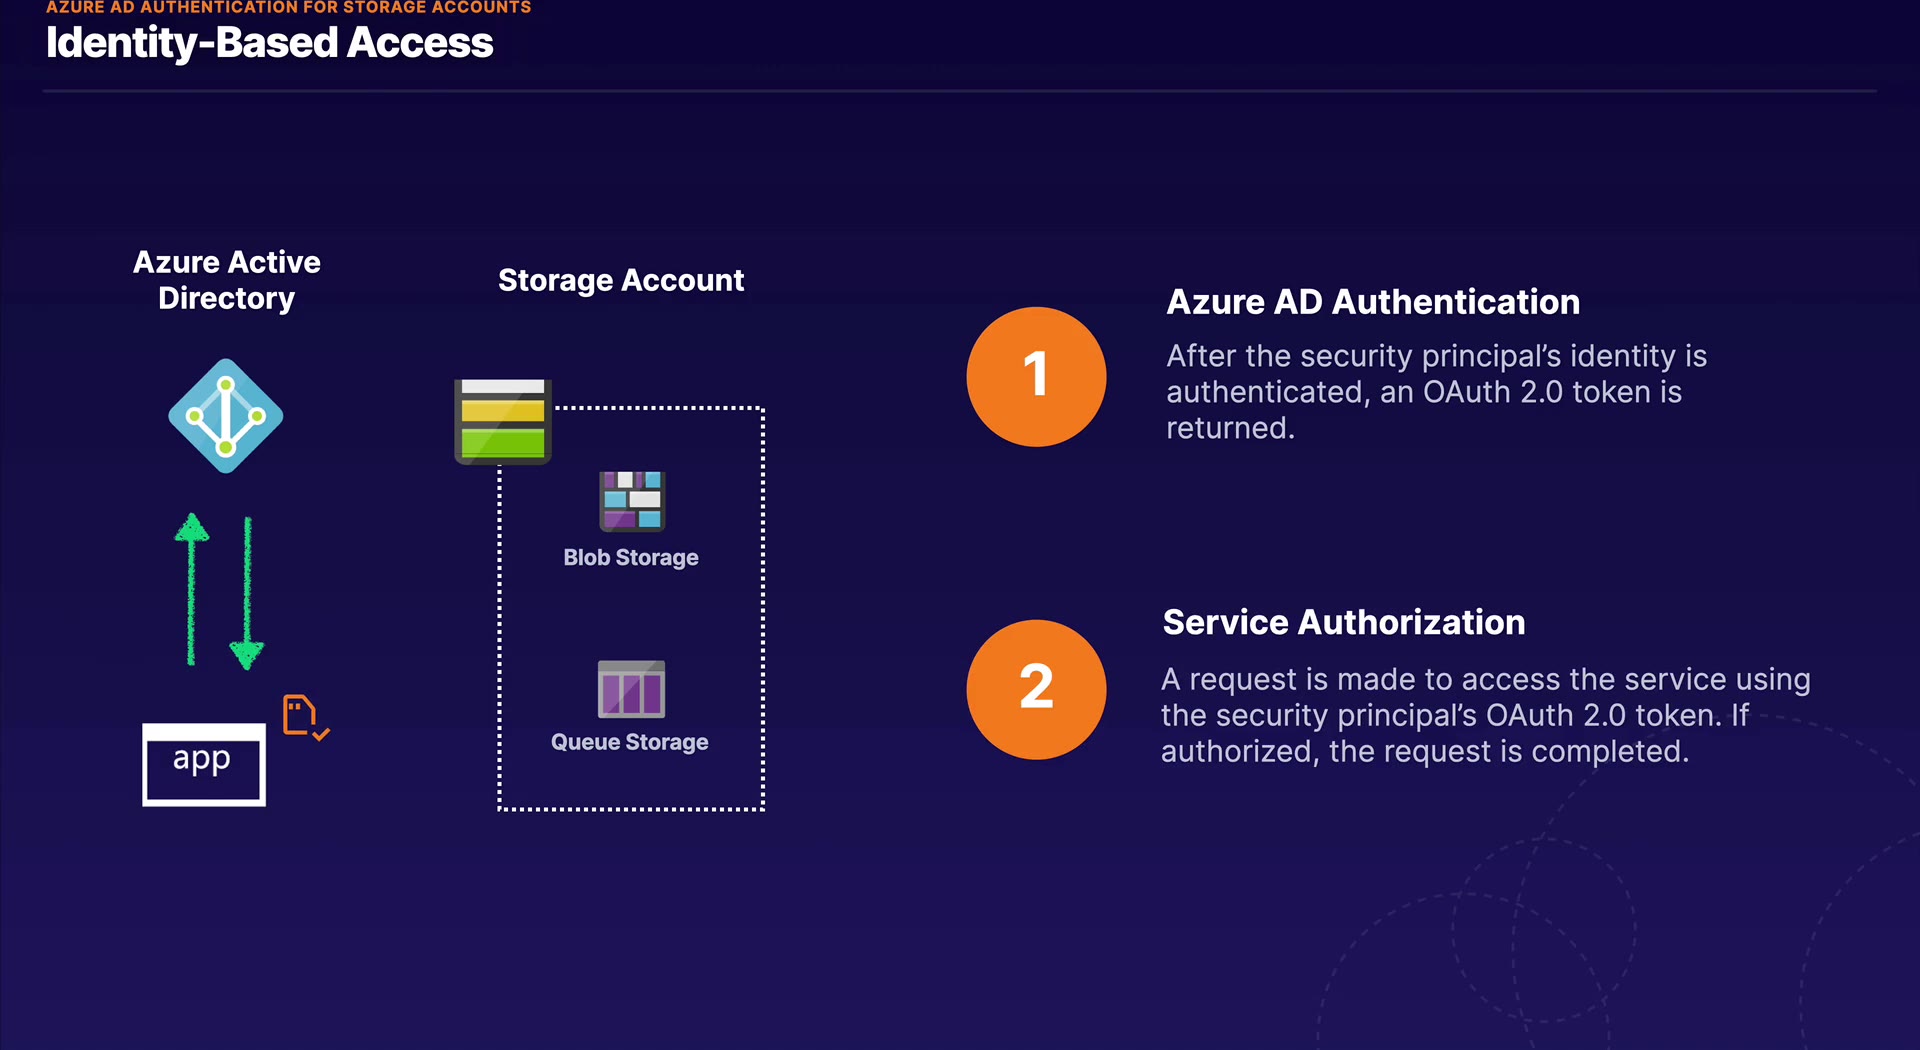 AZURE AD AUTHENTICATION FOR STORAGE ACCOUNTS
Identity-Based Access
Azure Active
Directory
Storage Account
Blob Storage
Queue Storage
app
1
Azure AD Authentication
After the security principal’s identity is
authenticated, an OAuth 2.0 token is
returned.
2
Service Authorization
A request is made to access the service using
the security principal’s OAuth 2.0 token. If
authorized, the request is completed.